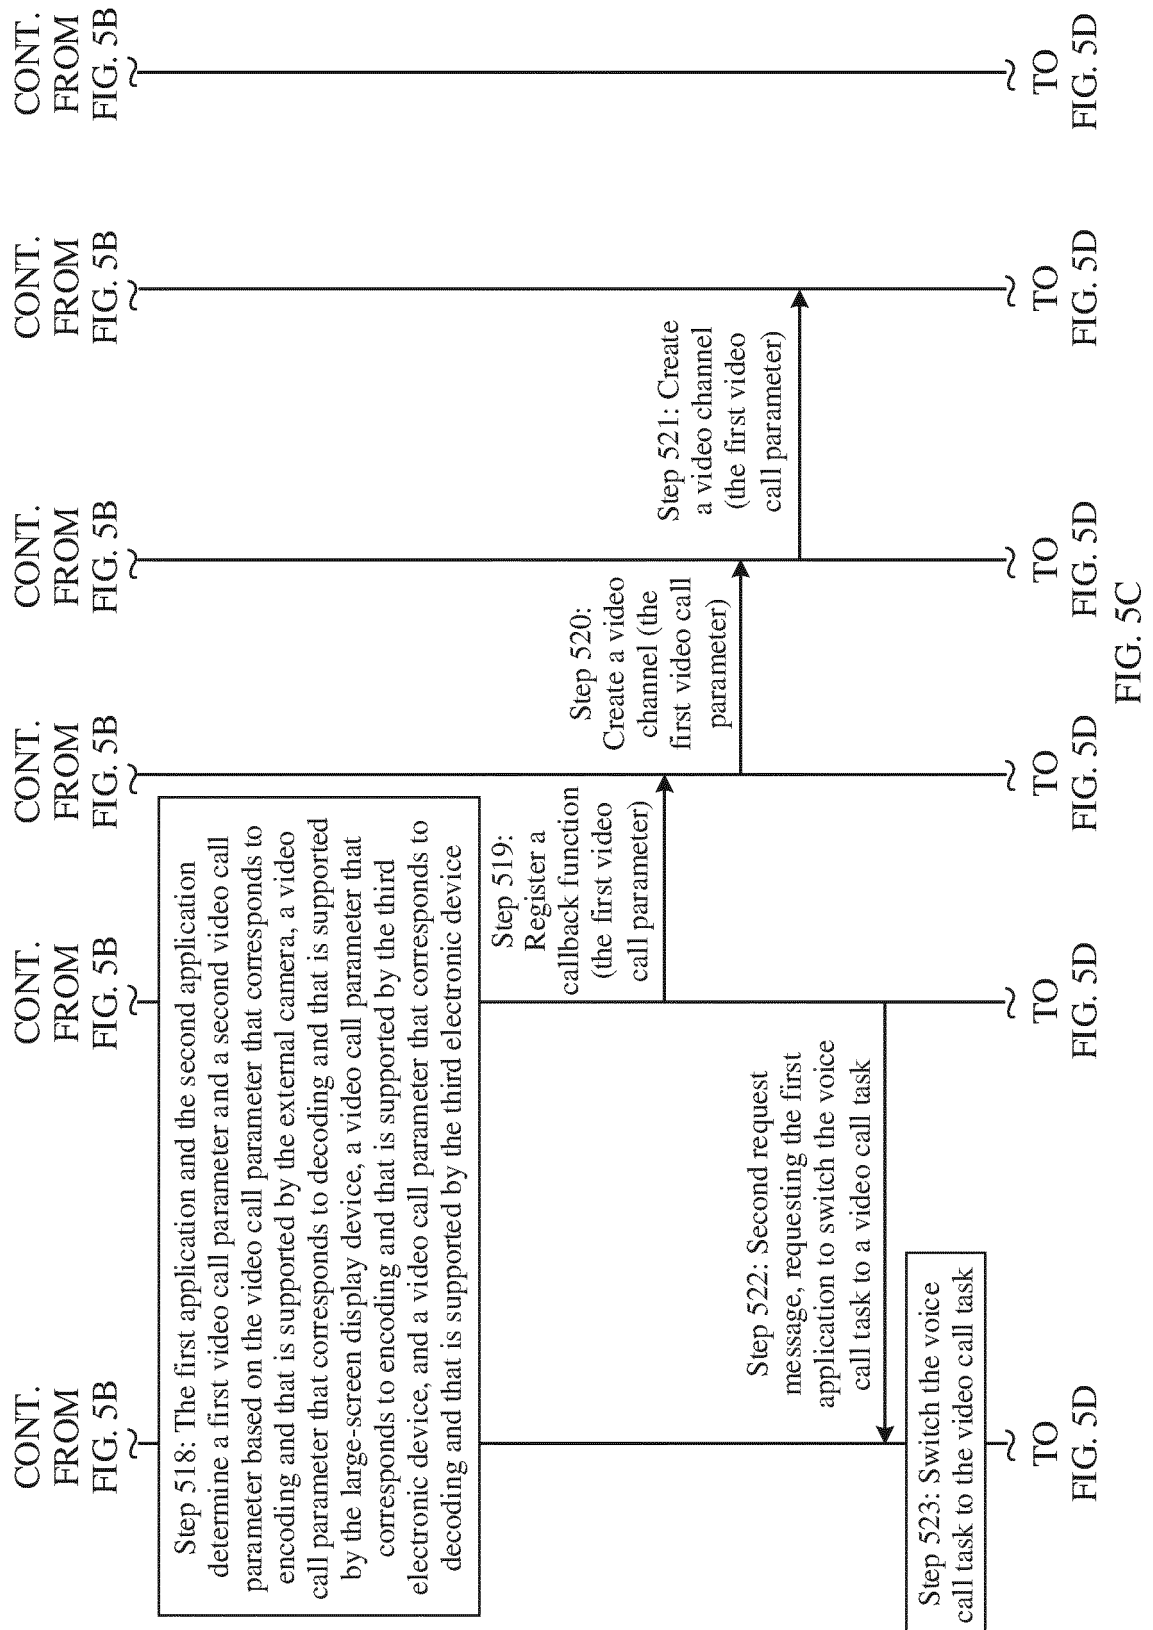 CONT.
FROM
FIG. 5B
CONT.
FROM
FIG. 5B
CONT.
FROM
FIG. 5B
CONT.
FROM
FIG. 5B
CONT.
FROM
FIG. 5B
CONT.
FROM
FIG. 5B
Step 518: The first application and the second application
determine a first video call parameter and a second video call
parameter based on the video call parameter that corresponds to
encoding and that is supported by the external camera, a video
call parameter that corresponds to decoding and that is supported
by the large-screen display device, a video call parameter that
corresponds to encoding and that is supported by the third
electronic device, and a video call parameter that corresponds to
decoding and that is supported by the third electronic device
Step 519:
Register a
callback function
(the first video
call parameter)
Step 520:
Create a video
channel (the
first video call
parameter)
Step 521: Create
a video channel
(the first video
call parameter)
Step 522: Second request
message, requesting the first
application to switch the voice
call task to a video call task
Step 523: Switch the voice
call task to the video call task
TO
FIG. 5D
TO
FIG. 5D
TO
FIG. 5D
TO
FIG. 5D
TO
FIG. 5D
TO
FIG. 5D
FIG. 5C